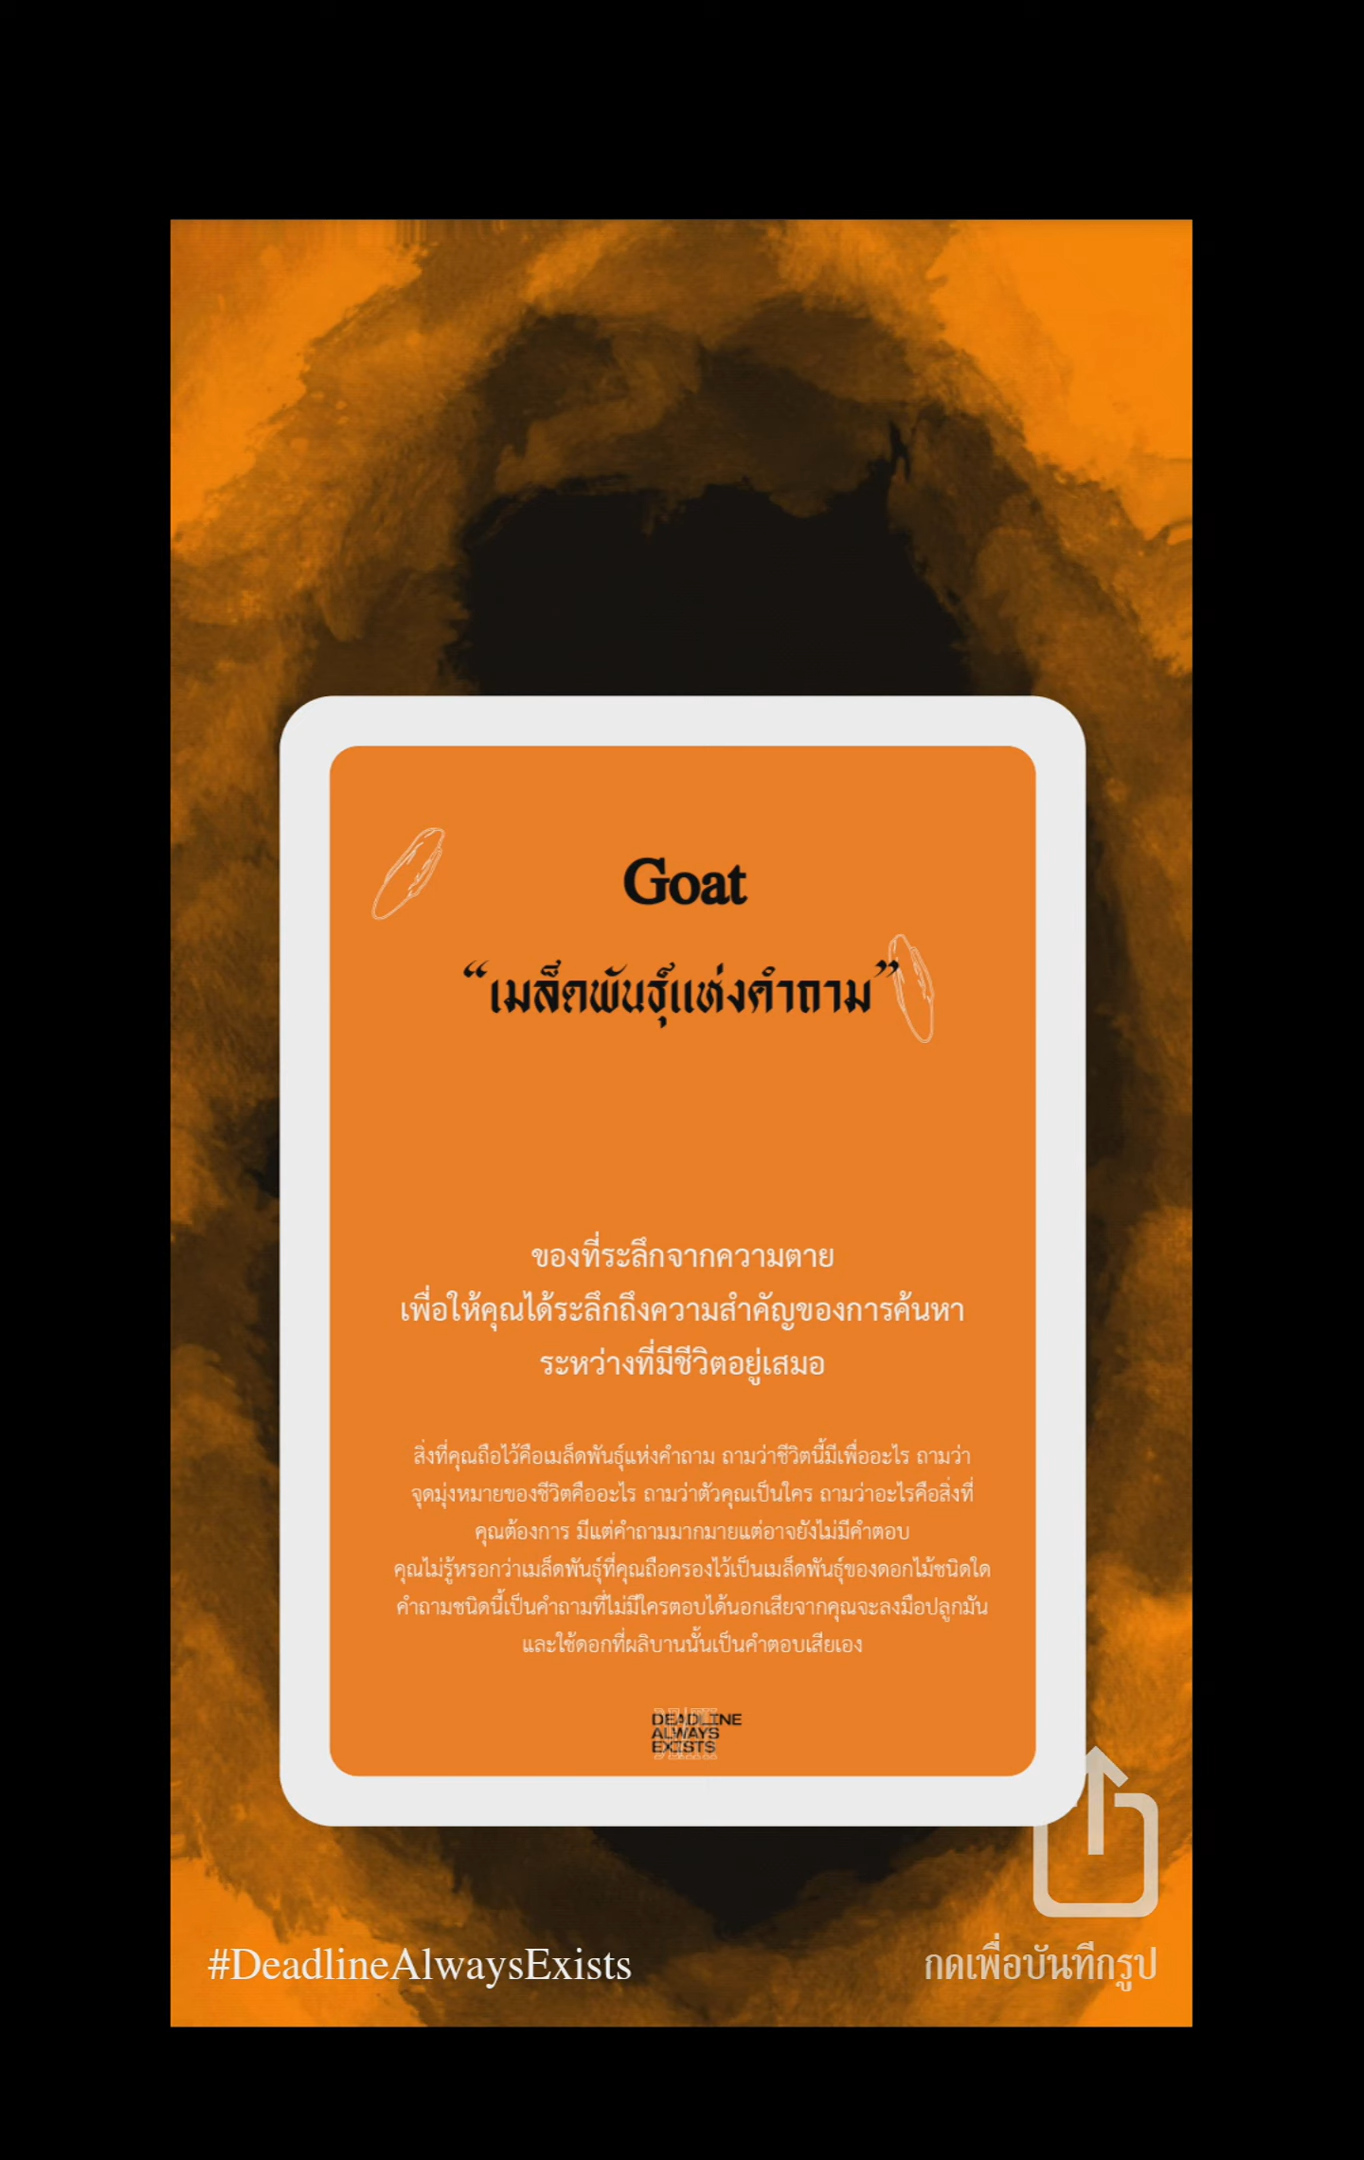 Goat
“เมล็ดพันธุ์แห่งคำถาม”
ของที่ระลึกจากความตาย
เพื่อให้คุณได้ระลึกถึงความสำคัญของการค้นหา
ระหว่างที่มีชีวิตอยู่เสมอ
สิ่งที่คุณถือไว้คือเมล็ดพันธุ์แห่งคำถาม ถามว่าชีวิตนี้มีเพื่ออะไร ถามว่า
จุดมุ่งหมายของชีวิตคืออะไร ถามว่าตัวคุณเป็นใคร ถามว่าอะไรคือสิ่งที่
คุณต้องการ มีแต่คำถามมากมายแต่อาจยังไม่มีคำตอบ
คุณไม่รู้หรอกว่าเมล็ดพันธุ์ที่คุณถือครองไว้เป็นเมล็ดพันธุ์ของดอกไม้ชนิดใด
คำถามชนิดนี้เป็นคำถามที่ไม่มีใครตอบได้นอกเสียจากคุณจะลงมือปลูกมัน
และใช้ดอกที่ผลิบานนั้นเป็นคำตอบเสียเอง
DEADLINE
ALWAYS
EXISTS
#DeadlineAlwaysExists
กดเพื่อบันทึกรูป